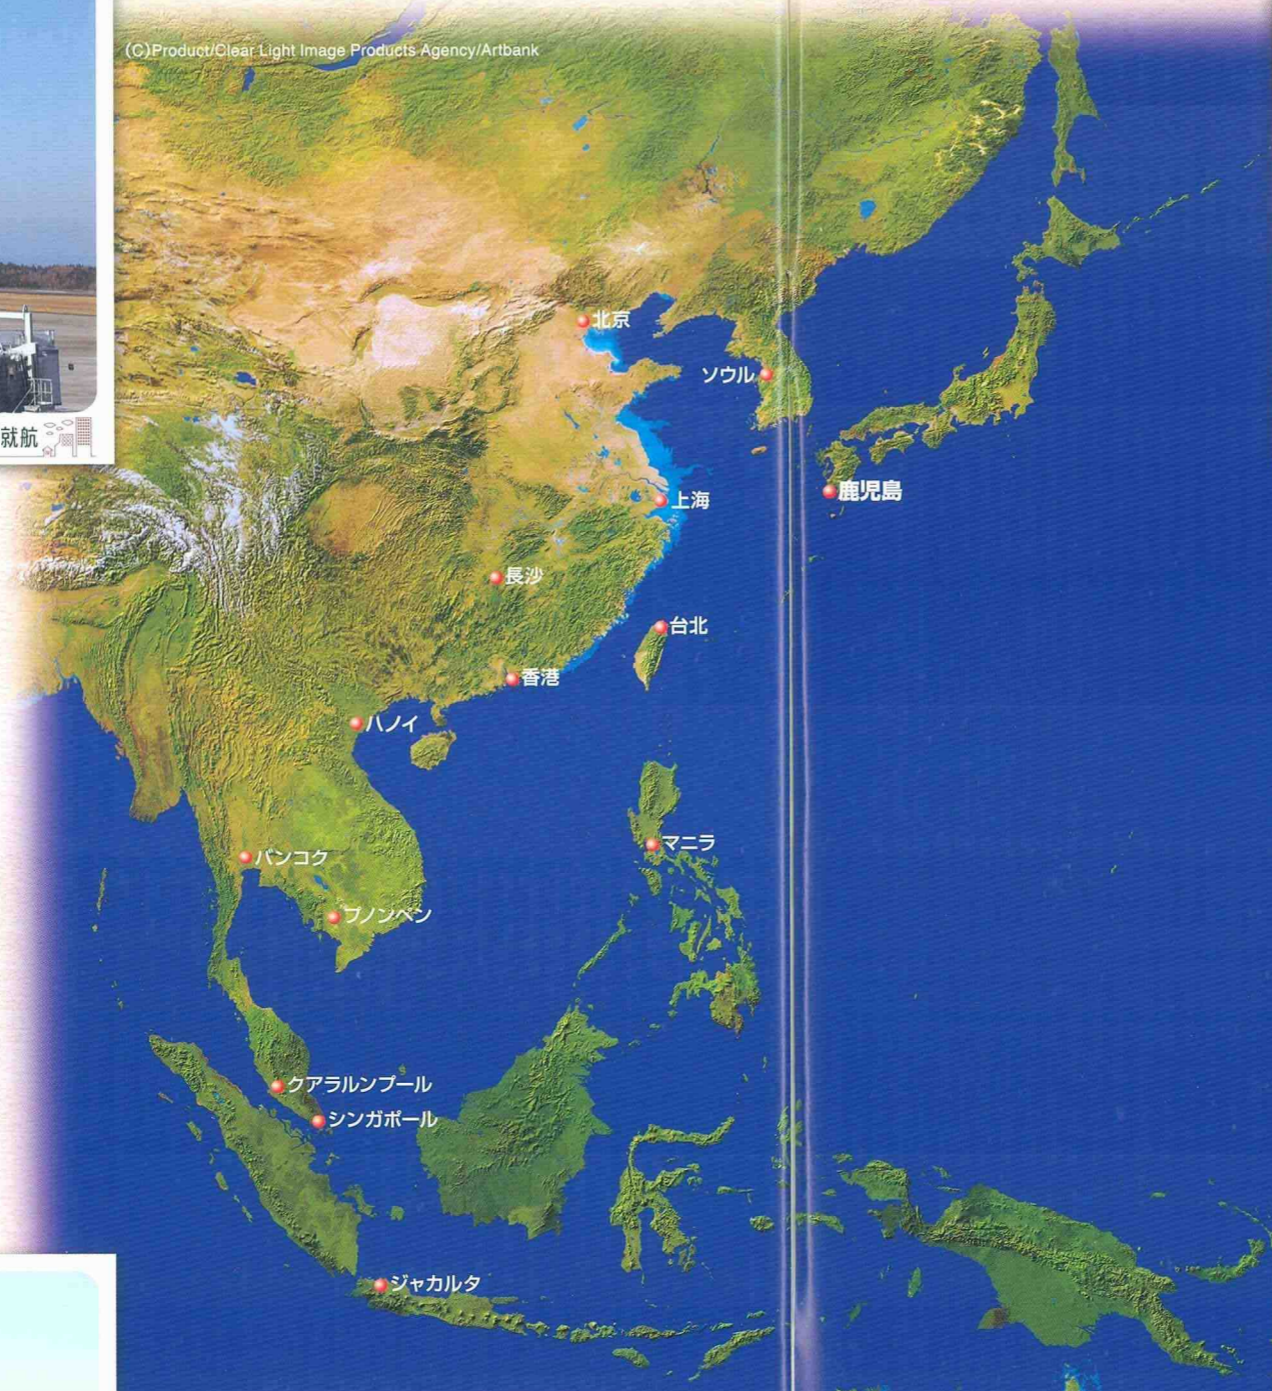 (C)Product/Clear Light Image Products Agency/Artbank
北京
ソウル
就航
鹿児島
上海
長沙
台北
香港
ハノイ
マニラ
バンコク
プノンペン
クアラルンプール
シンガポール
ジャカルタ